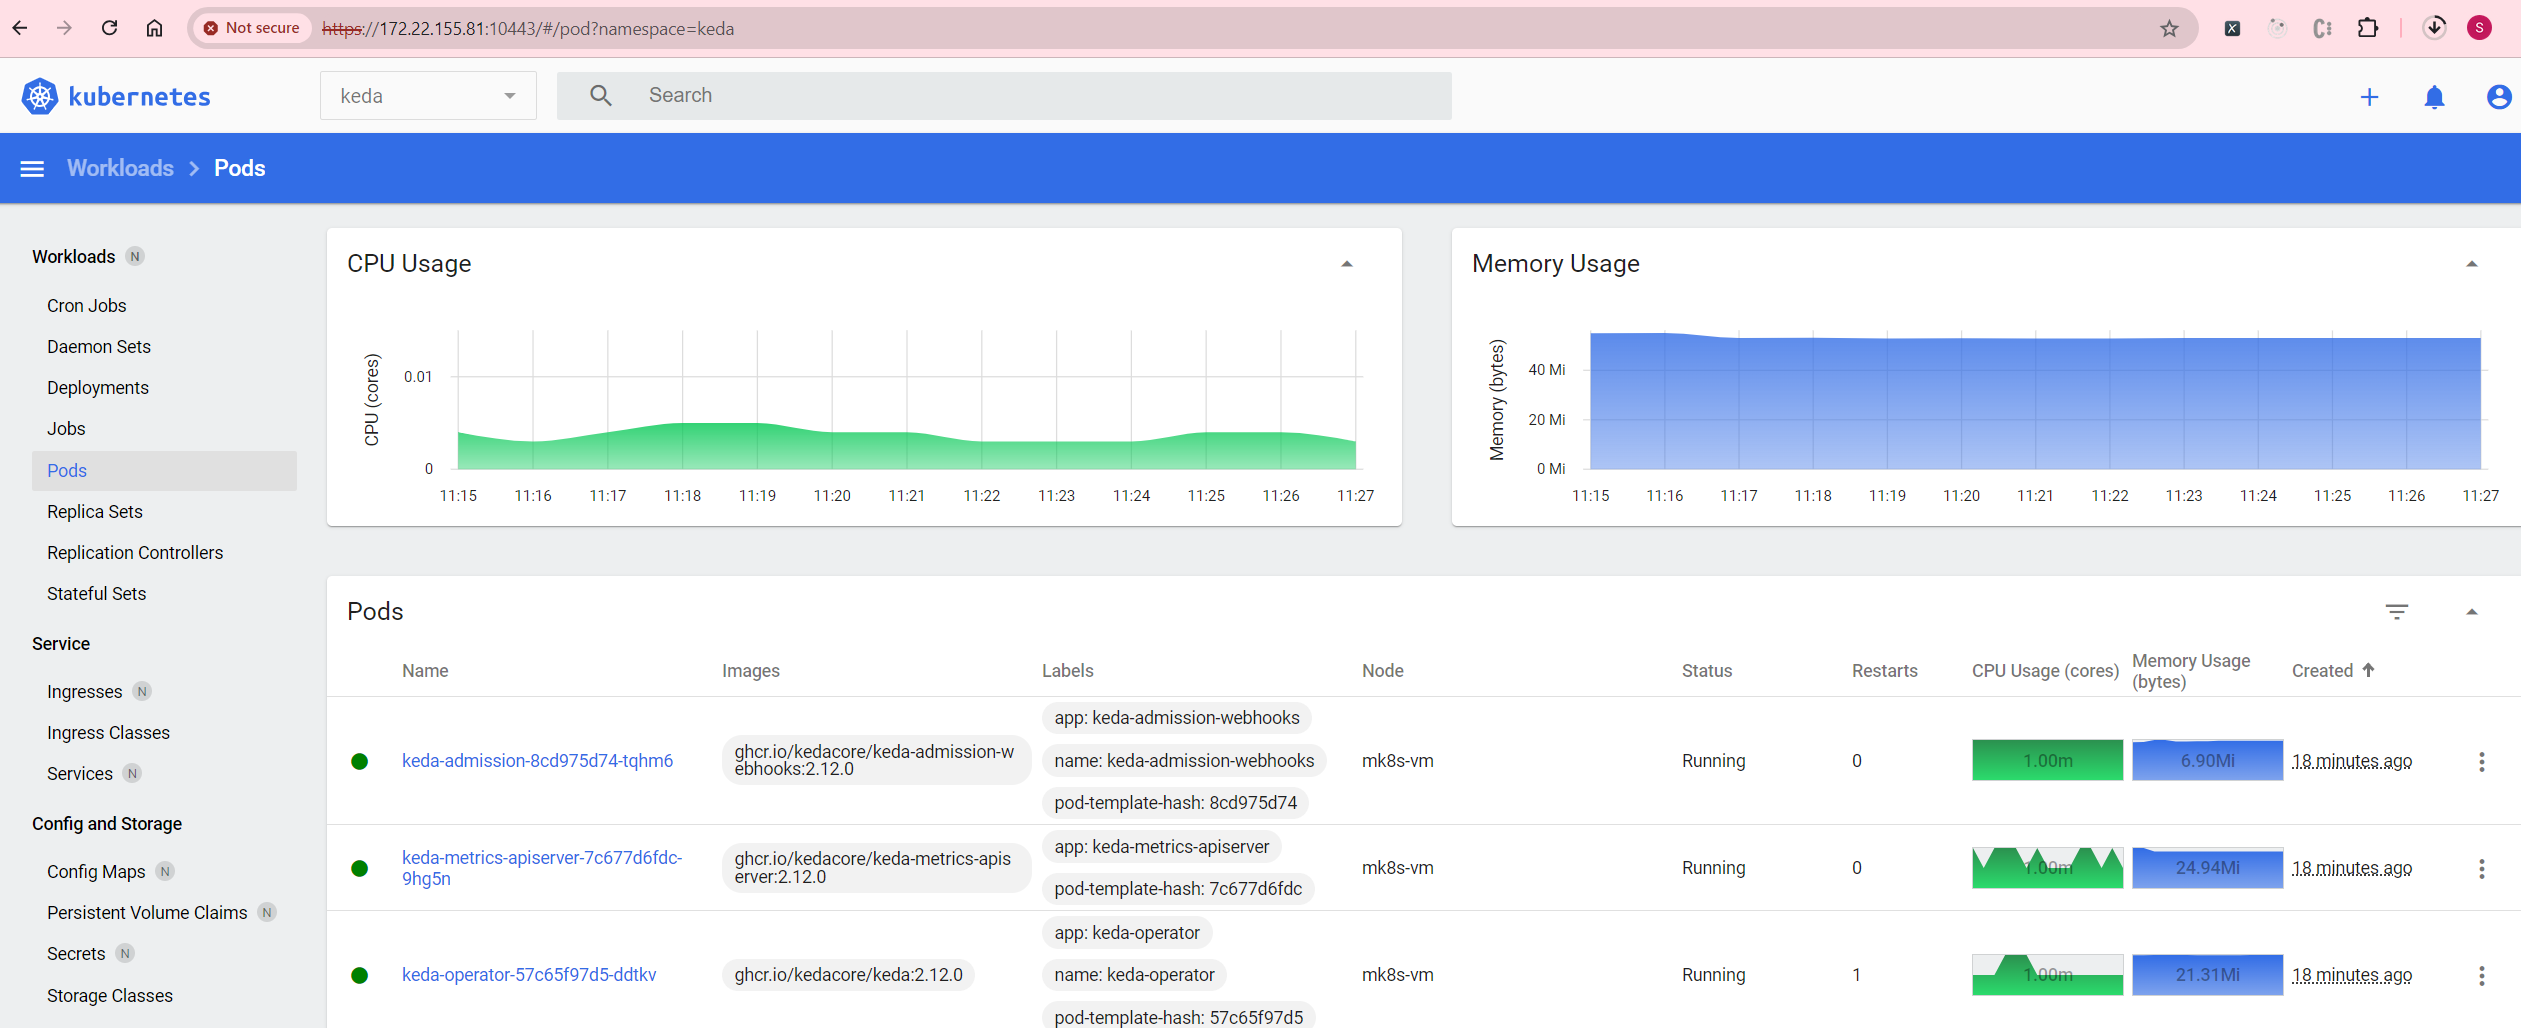 Not secure https://172.22.155.81:10443/#/pod?namespace=keda
S
kubernetes
keda
Search
Workloads > Pods
Workloads N
Cron Jobs
Daemon Sets
Deployments
Jobs
Pods
Replica Sets
Replication Controllers
Stateful Sets
Service
Ingresses N
Ingress Classes
Services N
Config and Storage
Config Maps N
Persistent Volume Claims N
Secrets N
Storage Classes
CPU Usage
CPU (cores)
0.01
0
11:15 11:16 11:17 11:18 11:19 11:20 11:21 11:22 11:23 11:24 11:25 11:26 11:27
Memory Usage
Memory (bytes)
40 Mi
20 Mi
0 Mi
11:15 11:16 11:17 11:18 11:19 11:20 11:21 11:22 11:23 11:24 11:25 11:26 11:27
Pods
Name Images Labels Node Status Restarts CPU Usage (cores) Memory Usage
(bytes) Created
keda-admission-8cd975d74-tqhm6
ghcr.io/kedacore/keda-admission-w
ebhooks:2.12.0
app: keda-admission-webhooks
name: keda-admission-webhooks
pod-template-hash: 8cd975d74
mk8s-vm Running 0 1.00m 6.90Mi 18 minutes ago
keda-metrics-apiserver-7c677d6fdc-
9hg5n
ghcr.io/kedacore/keda-metrics-apis
erver:2.12.0
app: keda-metrics-apiserver
pod-template-hash: 7c677d6fdc
mk8s-vm Running 0 1.00m 24.94Mi 18 minutes ago
keda-operator-57c65f97d5-ddtkv
ghcr.io/kedacore/keda:2.12.0
app: keda-operator
name: keda-operator
pod-template-hash: 57c65f97d5
mk8s-vm Running 1 1.00m 21.31Mi 18 minutes ago